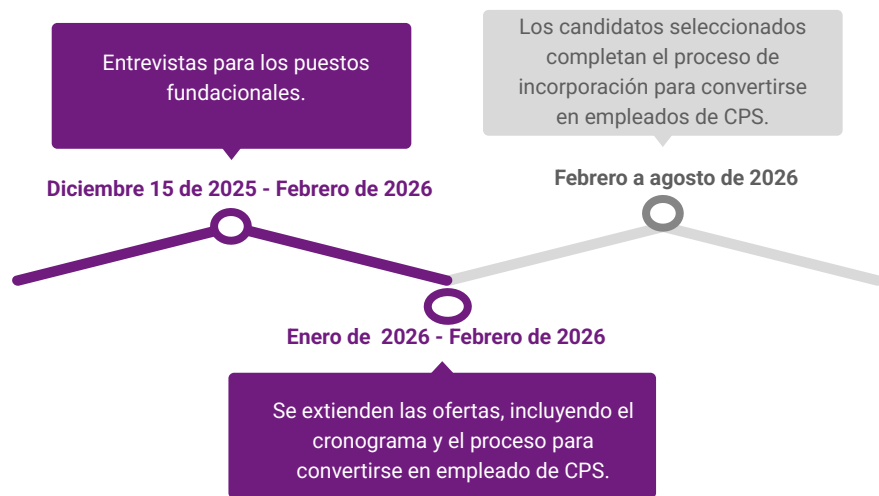 Entrevistas para los puestos
fundacionales.
Diciembre 15 de 2025 - Febrero de 2026
Los candidatos seleccionados
completan el proceso de
incorporación para convertirse
en empleados de CPS.
Febrero a agosto de 2026
Enero de  2026 - Febrero de 2026
Se extienden las ofertas, incluyendo el
cronograma y el proceso para
convertirse en empleado de CPS.